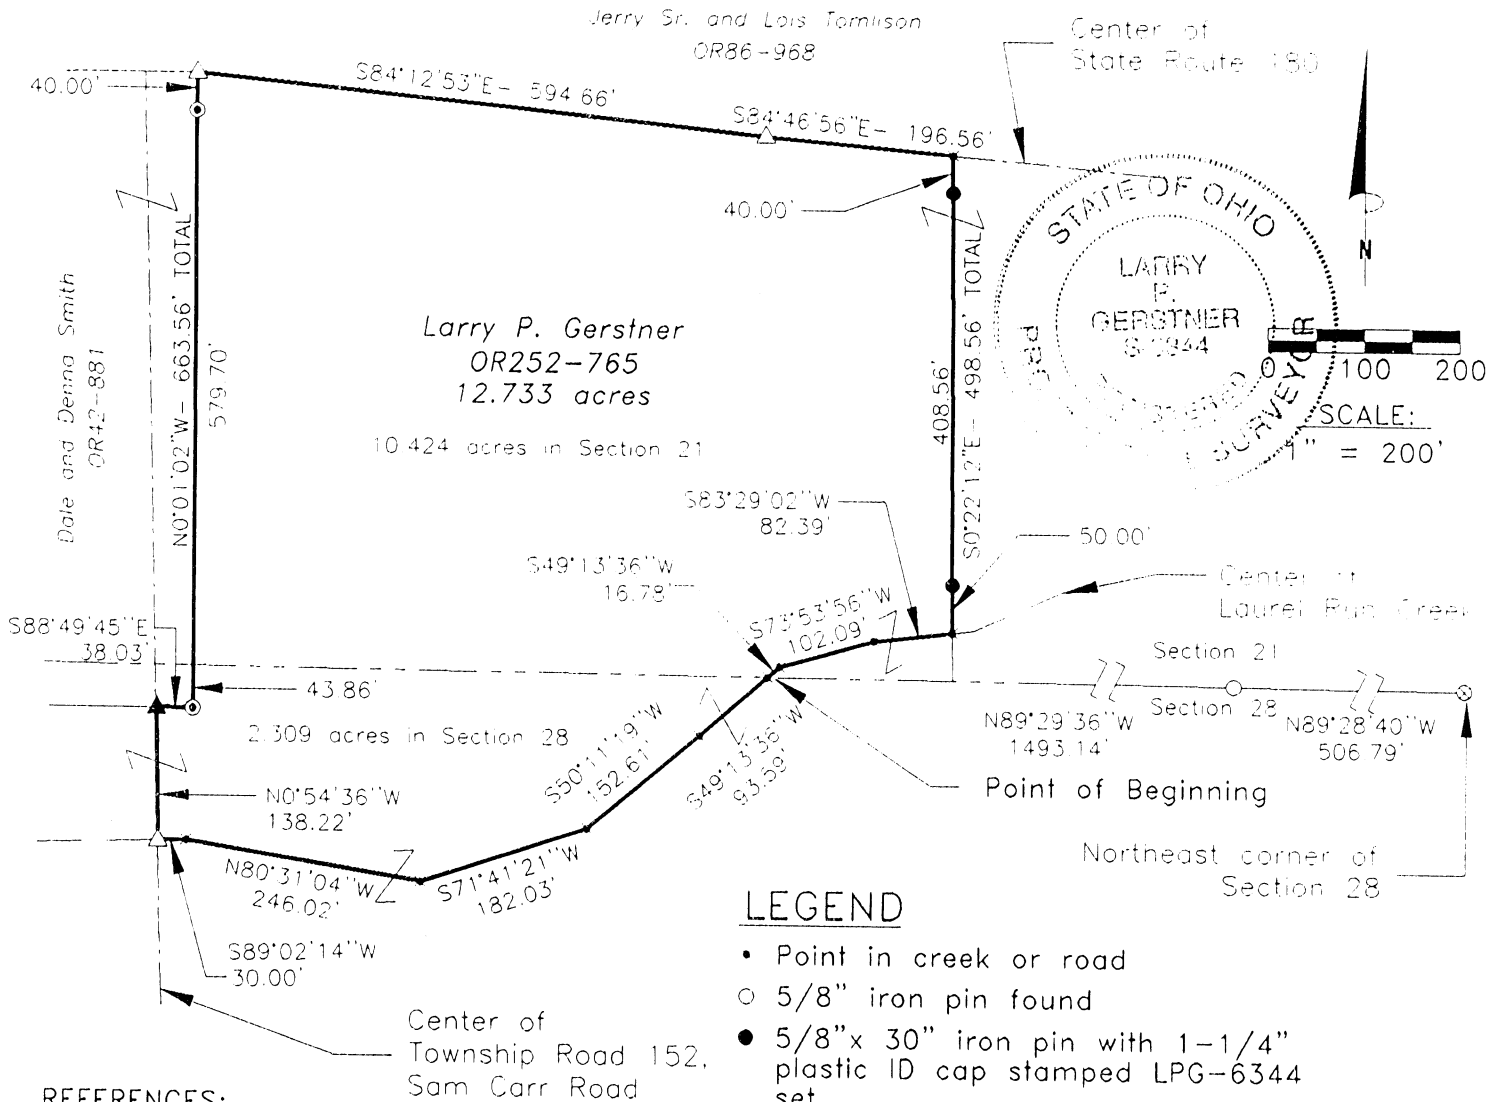 Jerry Sr. and Lois Tomlison
OR86-968
Center of
State Route 180
40.00'
S84°12'53"E- 594.66'
S84°46'56"E- 196.56'
40.00'
STATE OF OHIO
LARRY
P.
GERSTNER
SURVEYOR
N
0 100 200
SCALE:
1" = 200'
Dale and Denna Smith
OR42-881
N0°01'02"W- 663.56' TOTAL
579.70'
Larry P. Gerstner
OR252-765
12.733 acres
10.424 acres in Section 21
408.56'
S0°22'12"E- 498.56' TOTAL
S83°29'02"W
82.39'
50.00'
S49°13'36"W
16.78'
S73°53'56"W
102.09'
Center
Laurel Run Creek
S88°49'45"E
38.03'
43.86'
Section 21
Section 28
N89°29'36"W
1493.14'
N89°28'40"W
506.79'
2.309 acres in Section 28
S50°11'19"W
152.61'
S49°13'36"W
93.59'
Point of Beginning
N0°54'36"W
138.22'
N80°31'04"W
246.02'
S71°41'21"W
182.03'
Northeast corner of
Section 28
S89°02'14"W
30.00'
Center of
Township Road 152,
Sam Carr Road
LEGEND
• Point in creek or road
○ 5/8" iron pin found
● 5/8"x 30" iron pin with 1-1/4"
plastic ID cap stamped LPG-6344
set
REFERENCES: